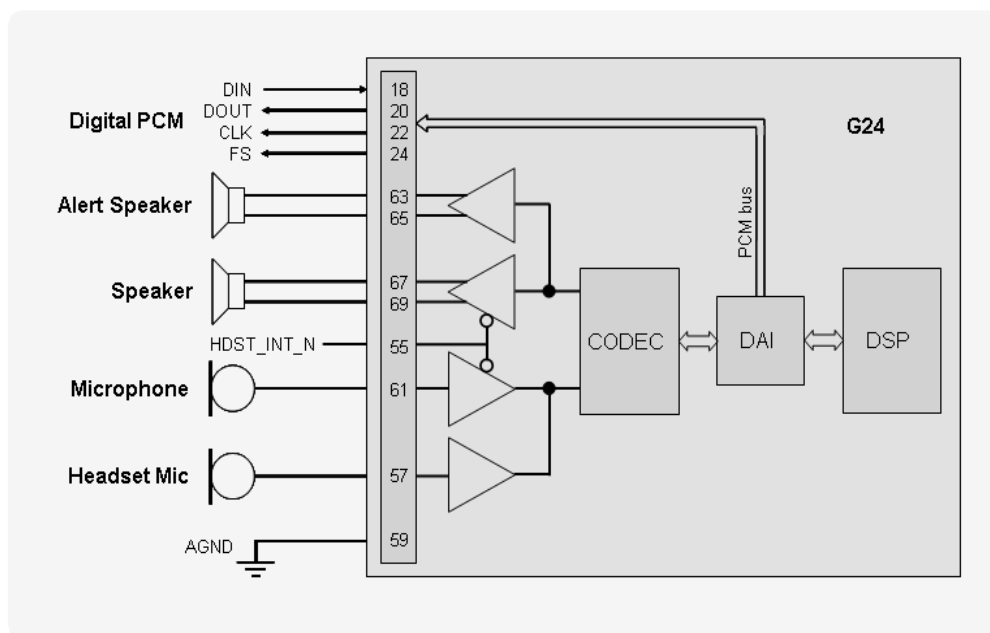 DIN
DOUT
CLK
FS
Digital PCM
18
20
22
24
G24
PCM bus
Alert Speaker
63
65
Speaker
67
69
HDST_INT_N
55
CODEC
DAI
DSP
Microphone
61
Headset Mic
57
AGND
59